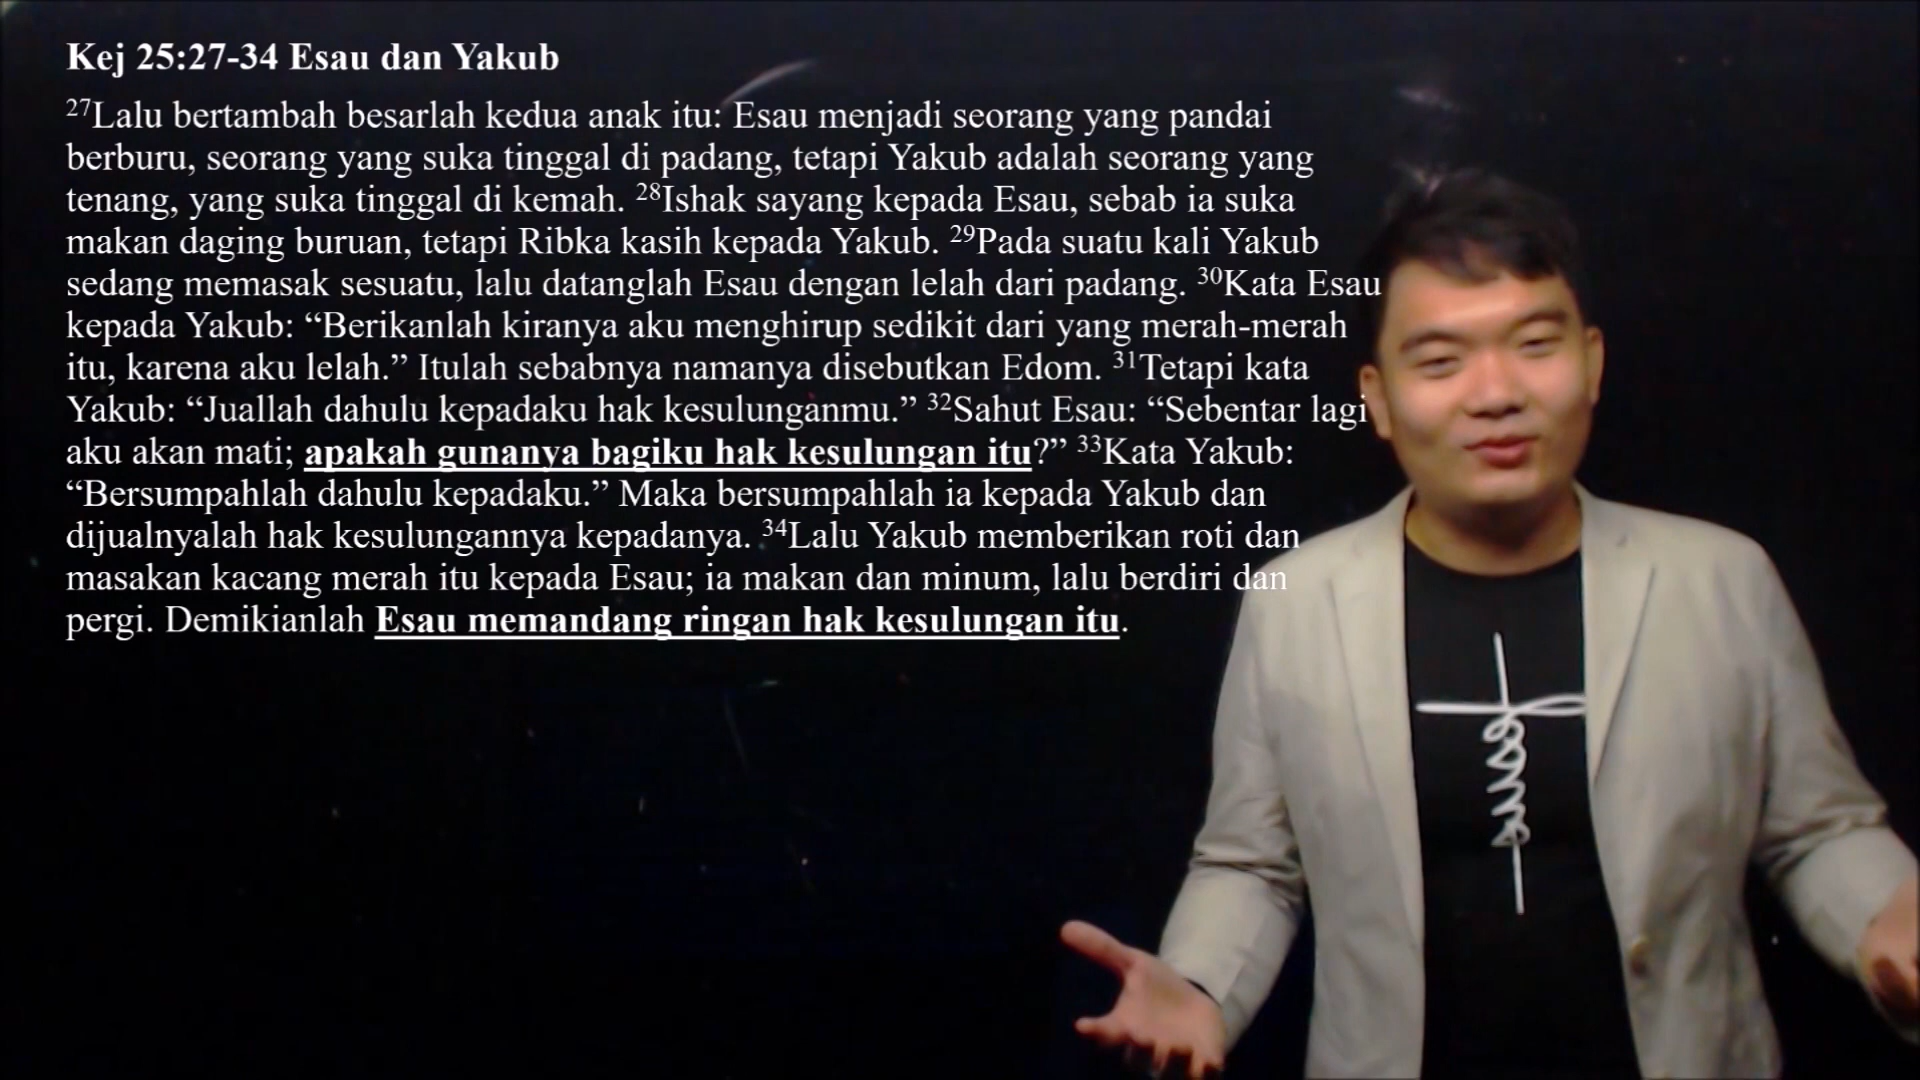 Kej 25:27-34 Esau dan Yakub
27Lalu bertambah besarlah kedua anak itu: Esau menjadi seorang yang pandai
berburu, seorang yang suka tinggal di padang, tetapi Yakub adalah seorang yang
tenang, yang suka tinggal di kemah. 28Ishak sayang kepada Esau, sebab ia suka
makan daging buruan, tetapi Ribka kasih kepada Yakub. 29Pada suatu kali Yakub
sedang memasak sesuatu, lalu datanglah Esau dengan lelah dari padang. 30Kata Esau
kepada Yakub: “Berikanlah kiranya aku menghirup sedikit dari yang merah-merah
itu, karena aku lelah.” Itulah sebabnya namanya disebutkan Edom. 31Tetapi kata
Yakub: “Juallah dahulu kepadaku hak kesulunganmu.” 32Sahut Esau: “Sebentar lagi
aku akan mati; apakah gunanya bagiku hak kesulungan itu?” 33Kata Yakub:
“Bersumpahlah dahulu kepadaku.” Maka bersumpahlah ia kepada Yakub dan
dijualnyalah hak kesulungannya kepadanya. 34Lalu Yakub memberikan roti dan
masakan kacang merah itu kepada Esau; ia makan dan minum, lalu berdiri dan
pergi. Demikianlah Esau memandang ringan hak kesulungan itu.
Jesus